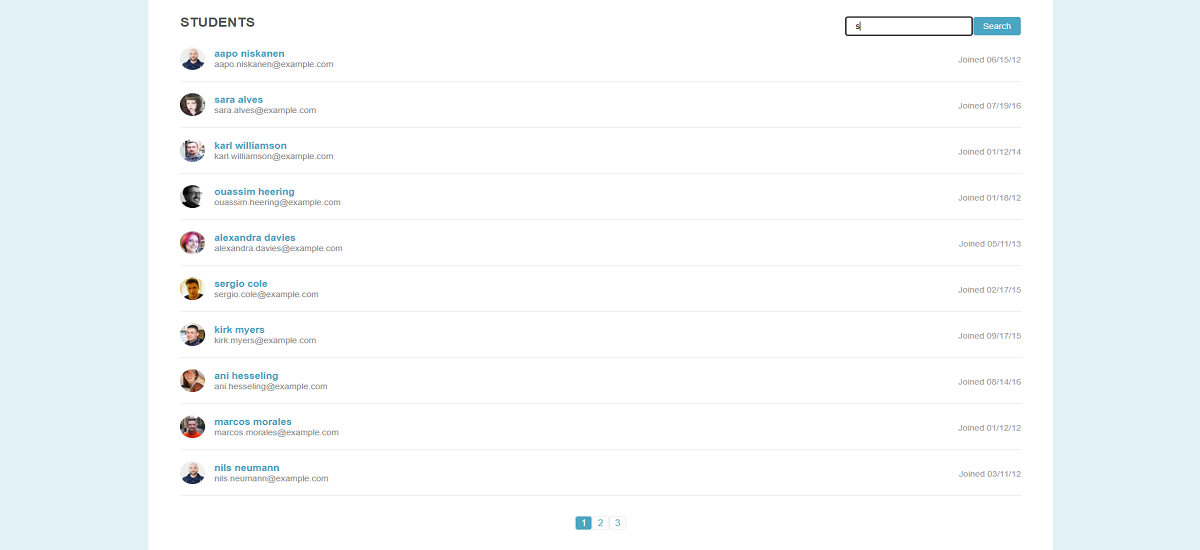 STUDENTS
s
Search
aapo niskanen
aapo.niskanen@example.com
Joined 06/15/12
sara alves
sara.alves@example.com
Joined 07/19/16
karl williamson
karl.williamson@example.com
Joined 01/12/14
ouassim heering
ouassim.heering@example.com
Joined 01/18/12
alexandra davies
alexandra.davies@example.com
Joined 05/11/13
sergio cole
sergio.cole@example.com
Joined 02/17/15
kirk myers
kirk.myers@example.com
Joined 09/17/15
ani hesseling
ani.hesseling@example.com
Joined 08/14/16
marcos morales
marcos.morales@example.com
Joined 01/12/12
nils neumann
nils.neumann@example.com
Joined 03/11/12
1 2 3